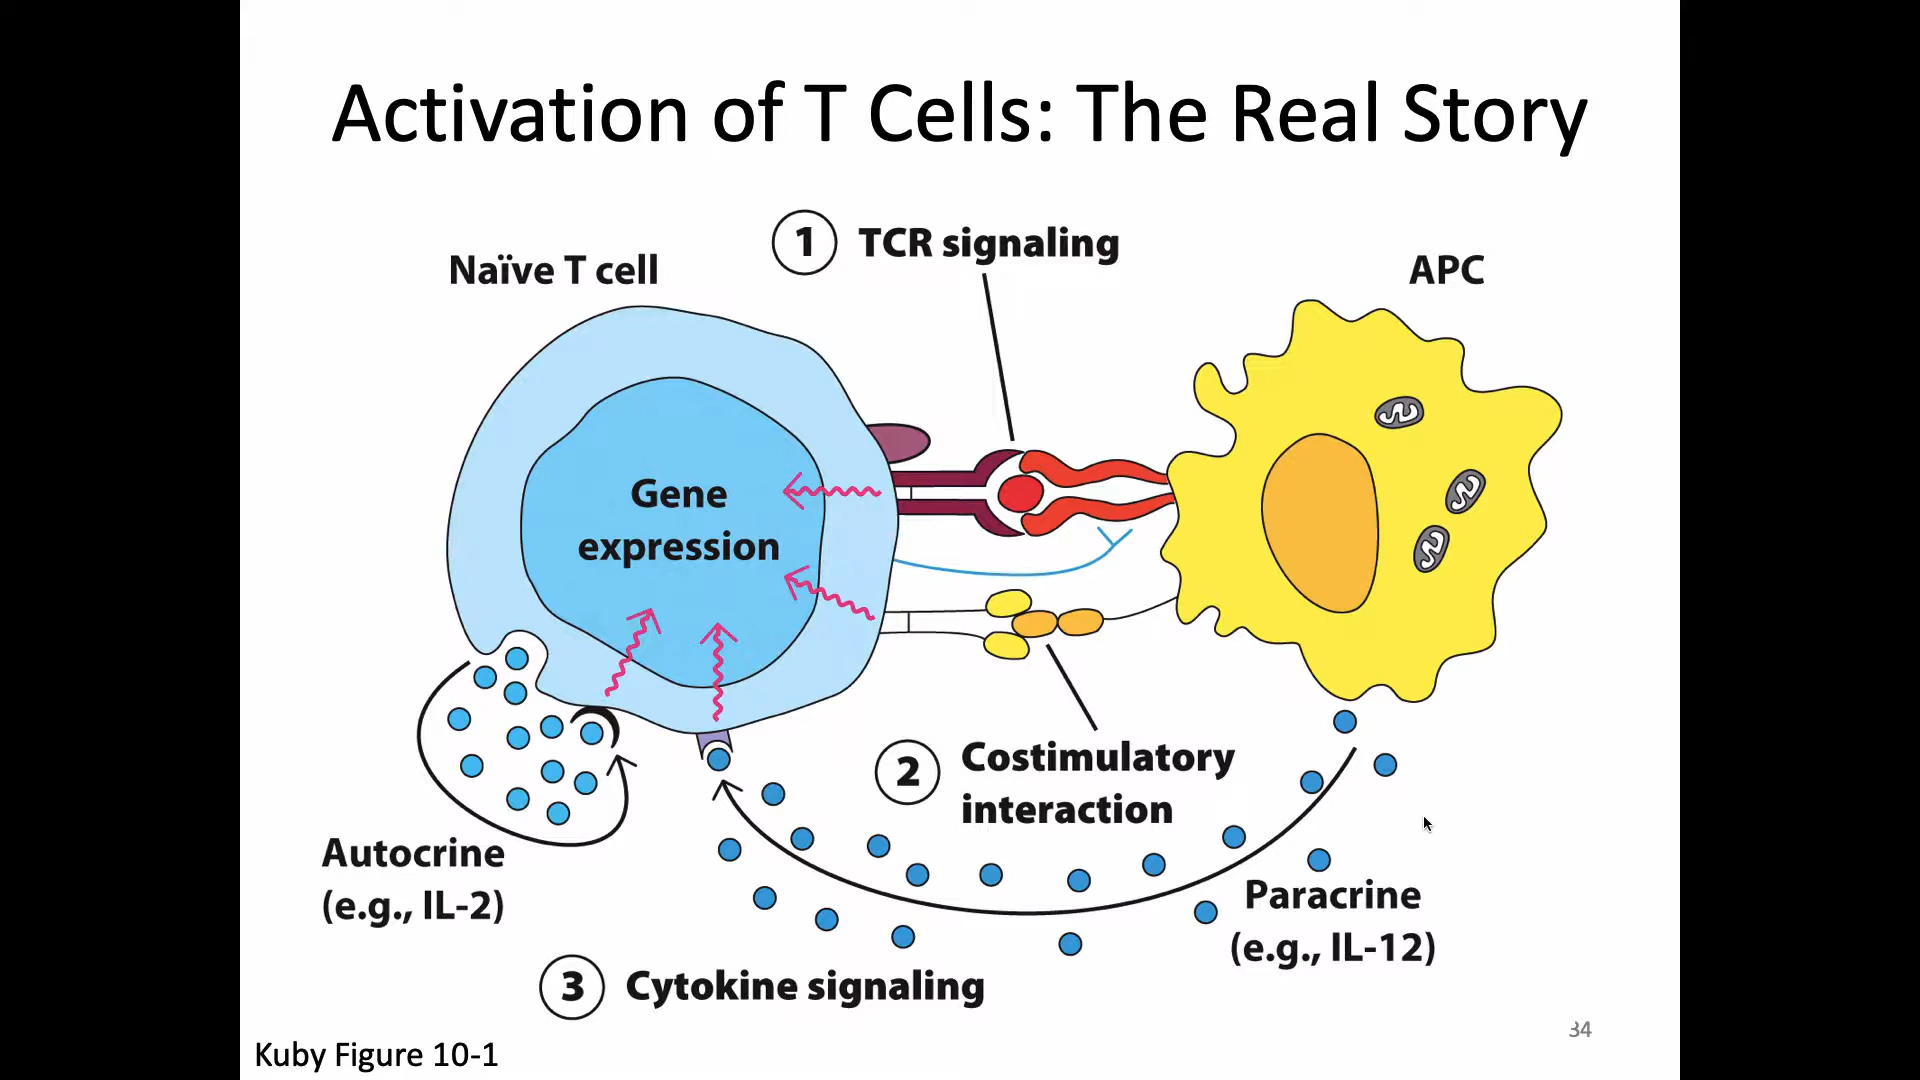 Activation of T Cells: The Real Story
1 TCR signaling
Naïve T cell
APC
Gene
expression
2 Costimulatory
interaction
Autocrine
(e.g., IL-2)
Paracrine
(e.g., IL-12)
3 Cytokine signaling
34
Kuby Figure 10-1